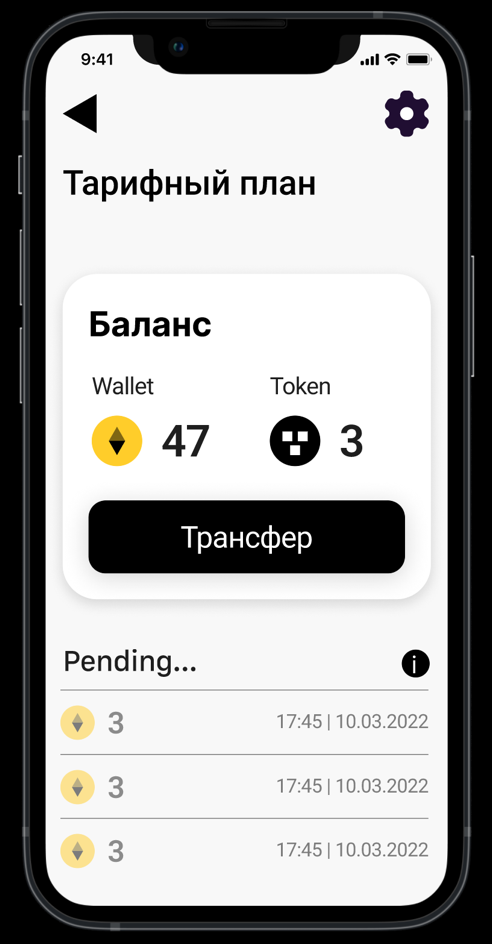 9:41
Тарифный план
Баланс
Wallet Token
47 3
Трансфер
Pending...
3 17:45 | 10.03.2022
3 17:45 | 10.03.2022
3 17:45 | 10.03.2022